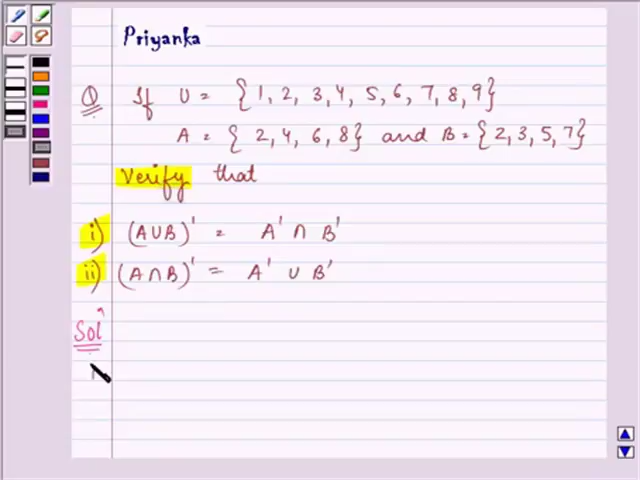 Priyanka
Q If U = {1, 2, 3, 4, 5, 6, 7, 8, 9}
A = {2, 4, 6, 8} and B = {2, 3, 5, 7}
Verify that
i) (A∪B)' = A' ∩ B'
ii) (A∩B)' = A' ∪ B'
Solⁿ